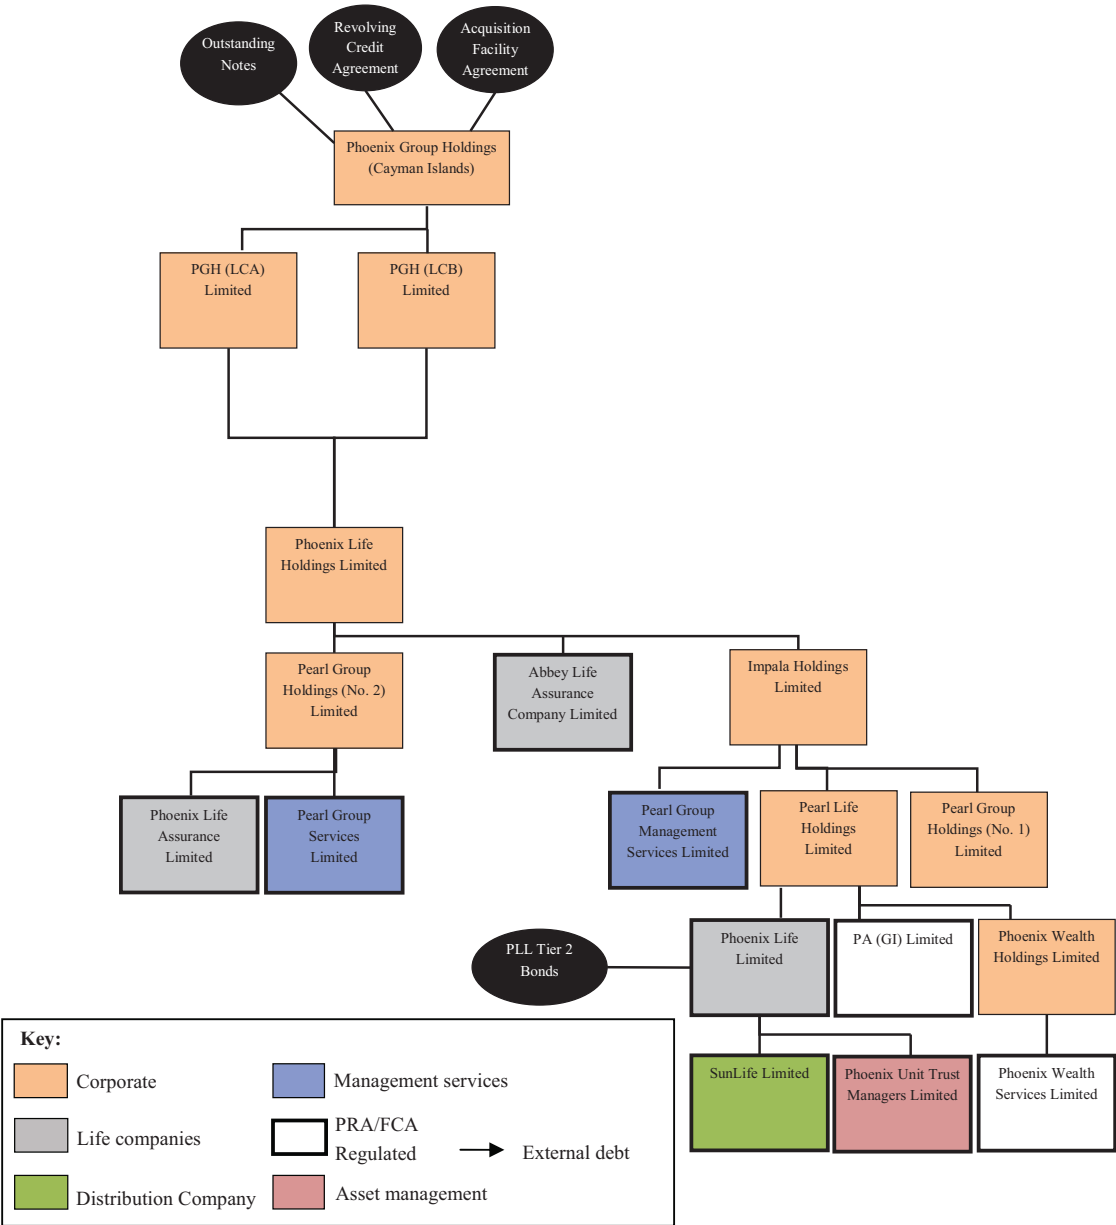 Outstanding
Notes
Revolving
Credit
Agreement
Acquisition
Facility
Agreement
Phoenix Group Holdings
(Cayman Islands)
PGH (LCA)
Limited
PGH (LCB)
Limited
Phoenix Life
Holdings Limited
Pearl Group
Holdings (No. 2)
Limited
Abbey Life
Assurance
Company Limited
Impala Holdings
Limited
Phoenix Life
Assurance
Limited
Pearl Group
Services
Limited
Pearl Group
Management
Services Limited
Pearl Life
Holdings
Limited
Pearl Group
Holdings (No. 1)
Limited
PLL Tier 2
Bonds
Phoenix Life
Limited
PA (GI) Limited
Phoenix Wealth
Holdings Limited
SunLife Limited
Phoenix Unit Trust
Managers Limited
Phoenix Wealth
Services Limited
Key:
Corporate
Management services
Life companies
PRA/FCA
Regulated
External debt
Distribution Company
Asset management